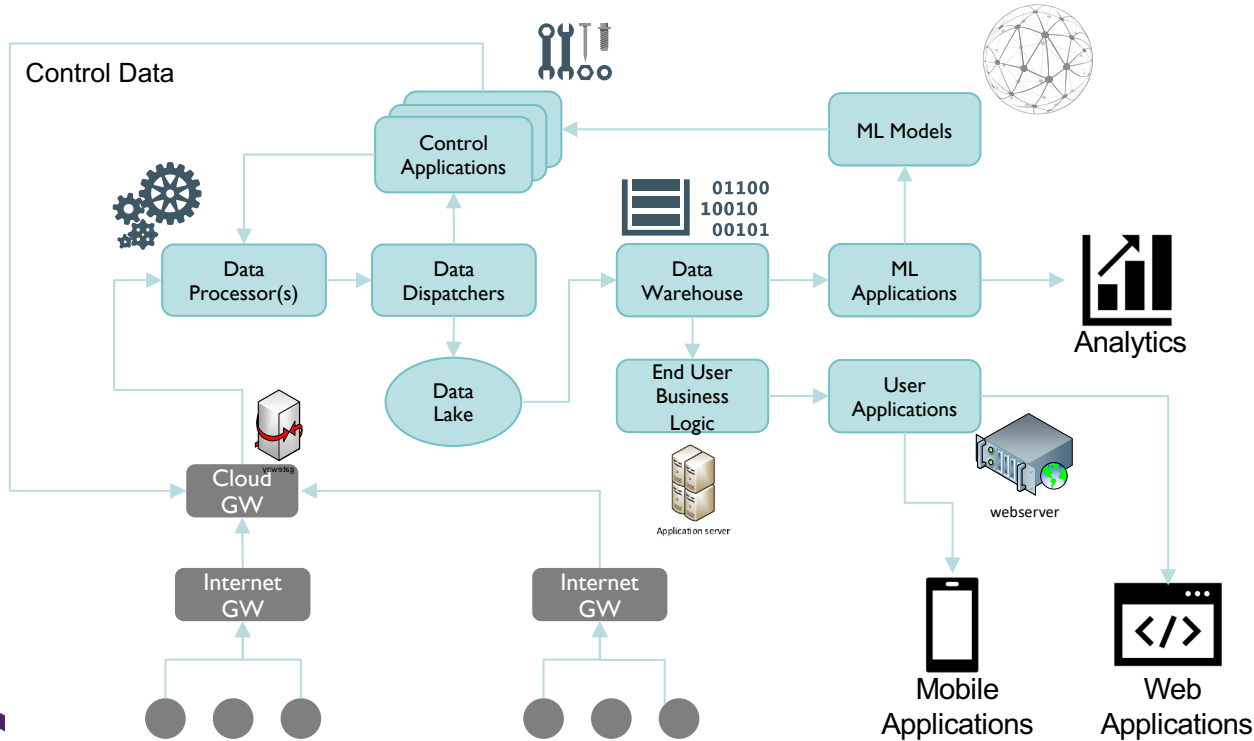 Control Data
Control
Applications
ML Models
01100
10010
00101
Data
Processor(s)
Data
Dispatchers
Data
Warehouse
ML
Applications
Analytics
Data
Lake
End User
Business
Logic
User
Applications
gateway
Cloud
GW
Application server
webserver
Internet
GW
Internet
GW
</>
Mobile
Applications
Web
Applications